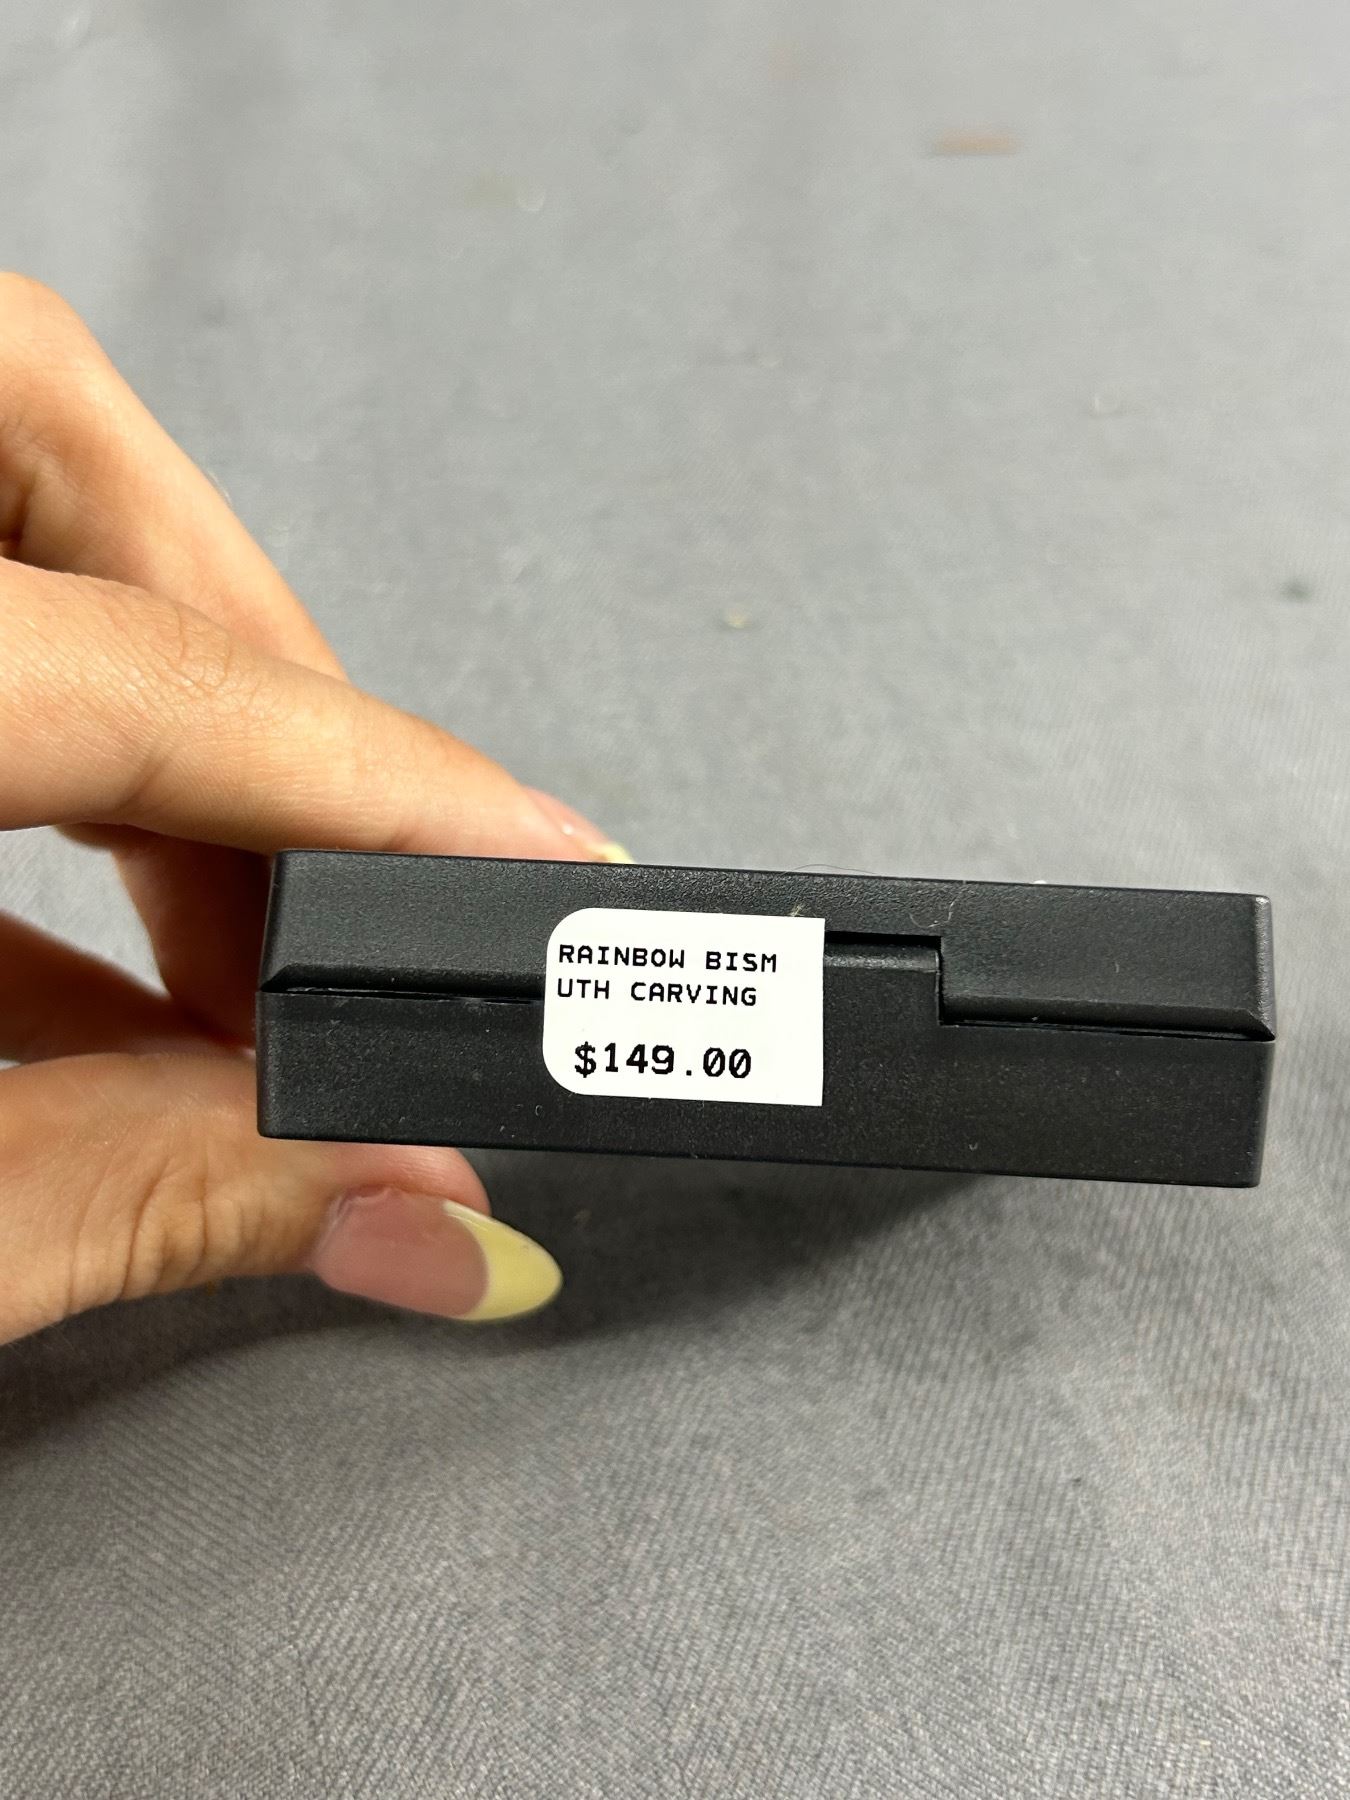 RAINBOW BISM
UTH CARVING
$149.00